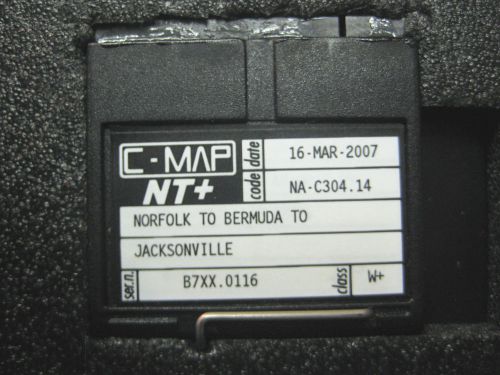 C-MAP
NT+
date 16-MAR-2007
code NA-C304.14
NORFOLK TO BERMUDA TO
JACKSONVILLE
ser.n. B7XX.0116 class W+